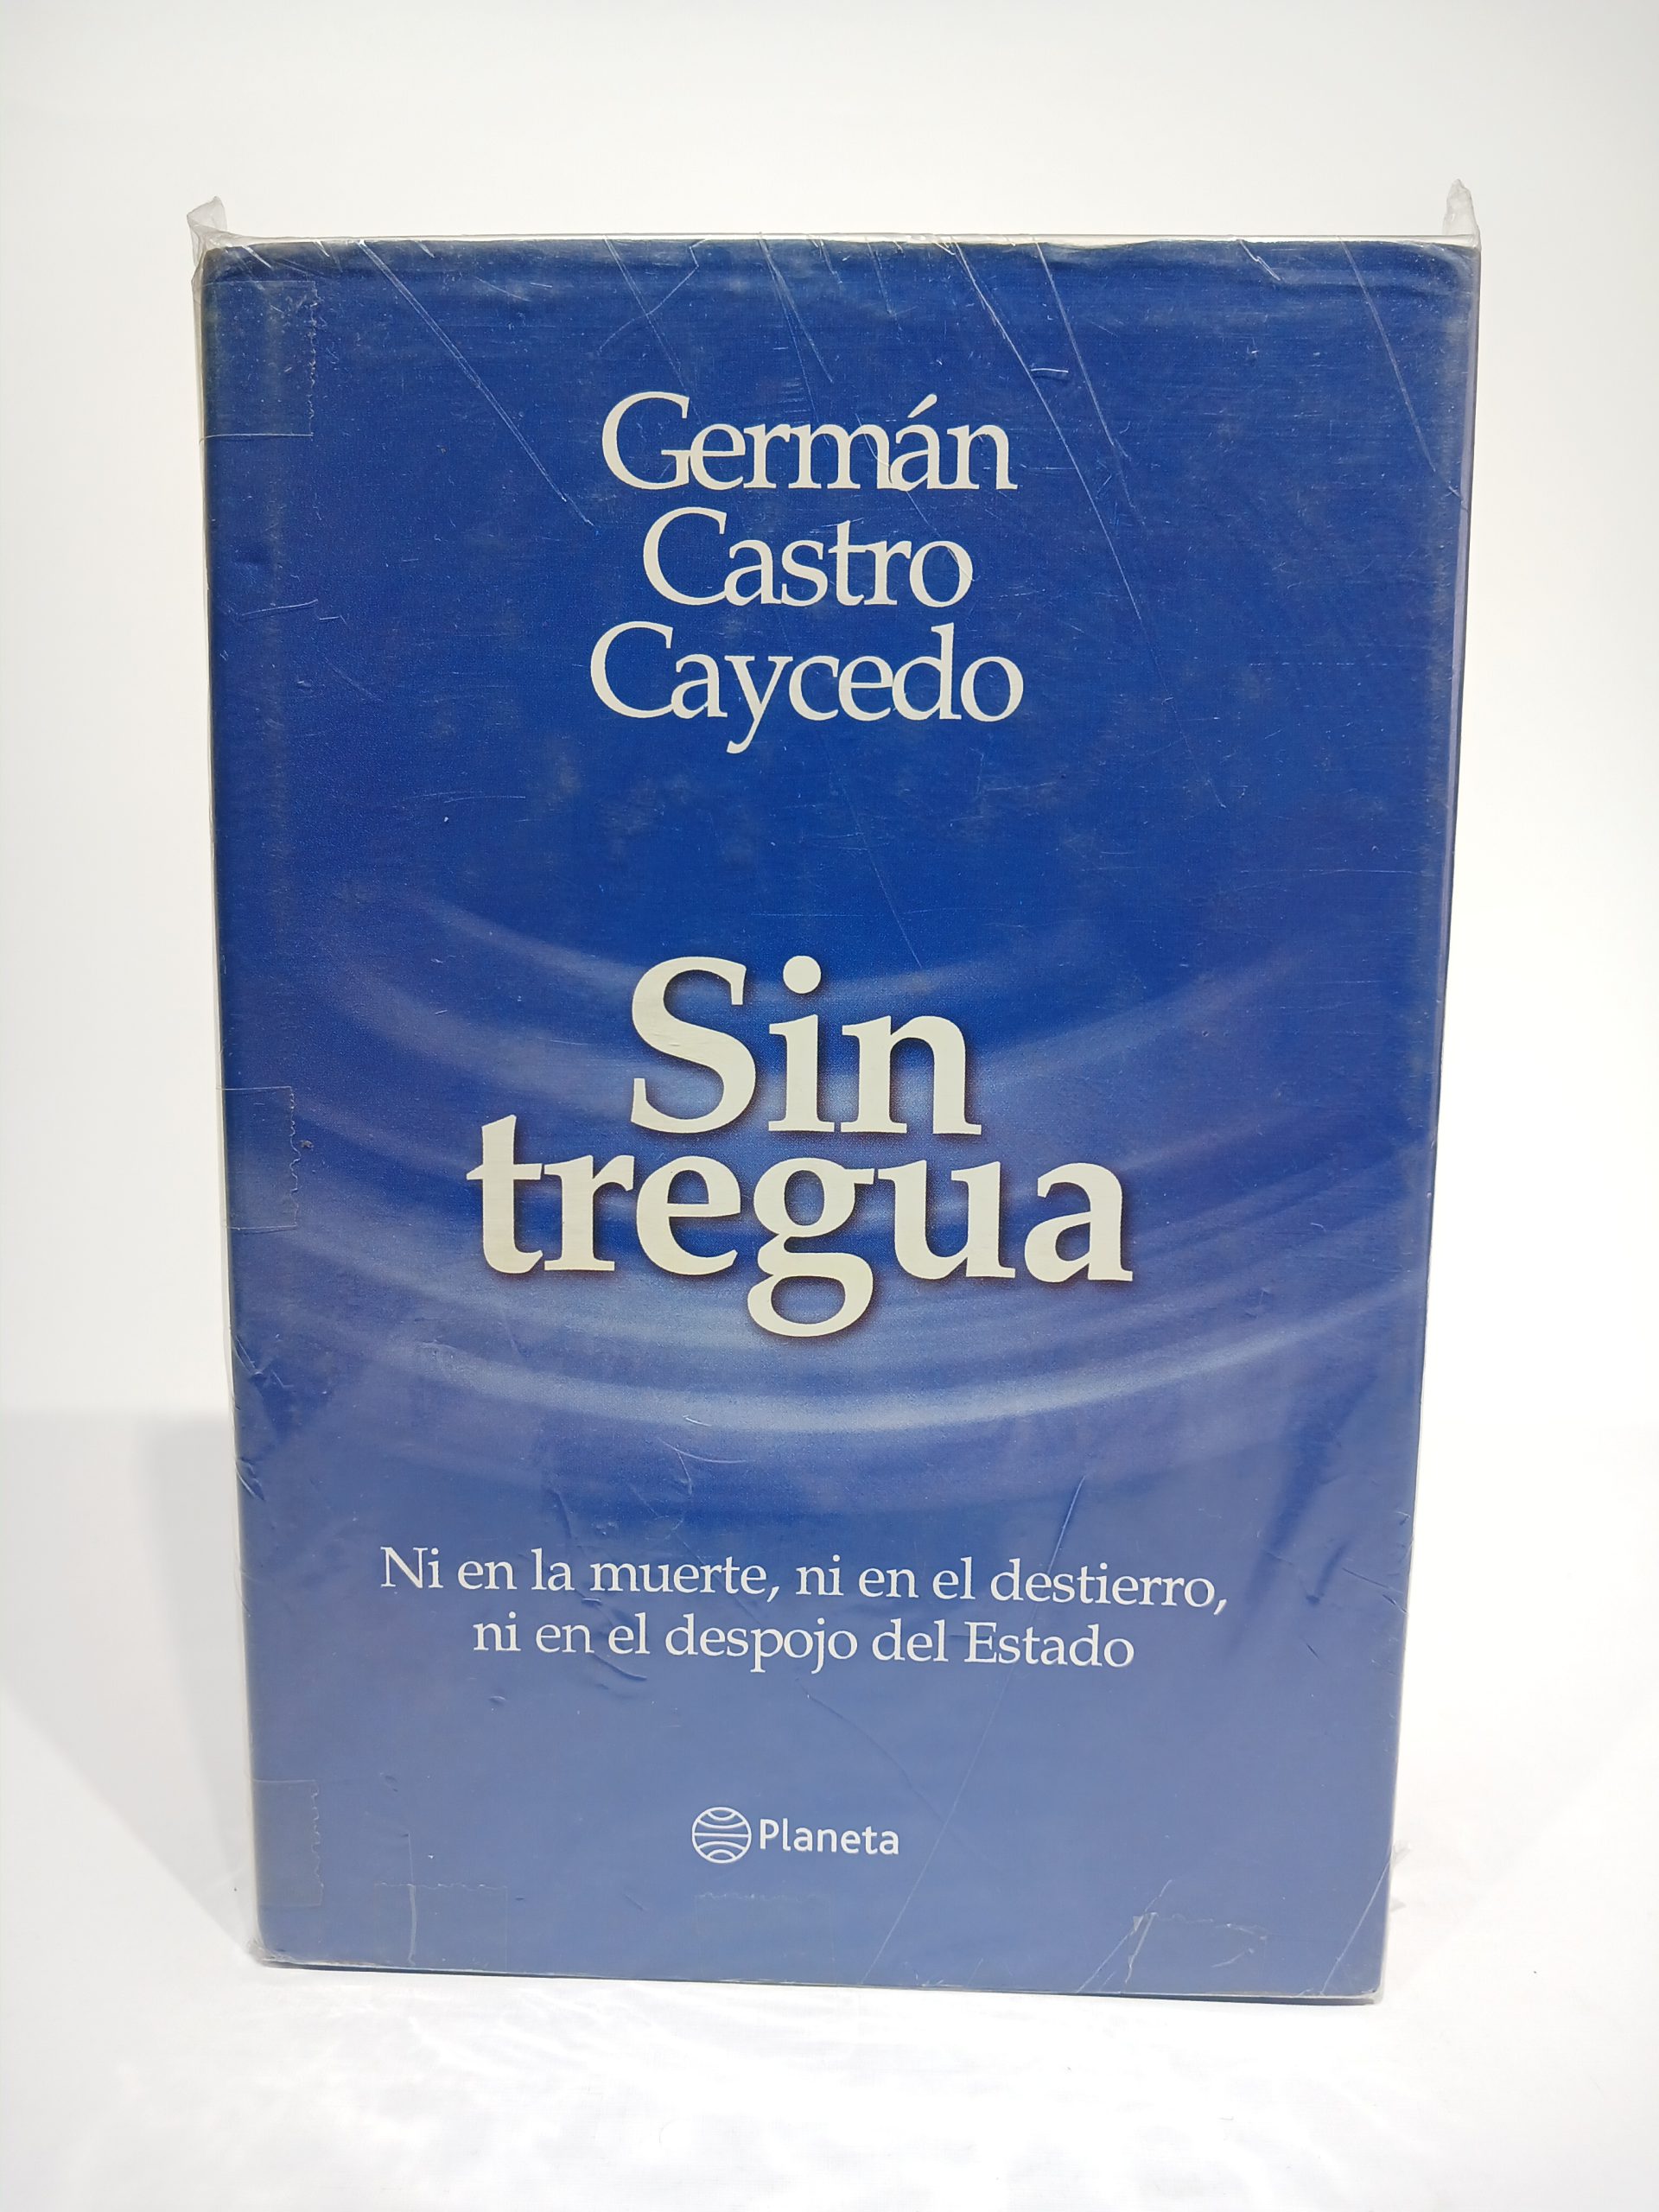 Germán
Castro
Caycedo
Sin
tregua
Ni en la muerte, ni en el destierro,
ni en el despojo del Estado
Planeta